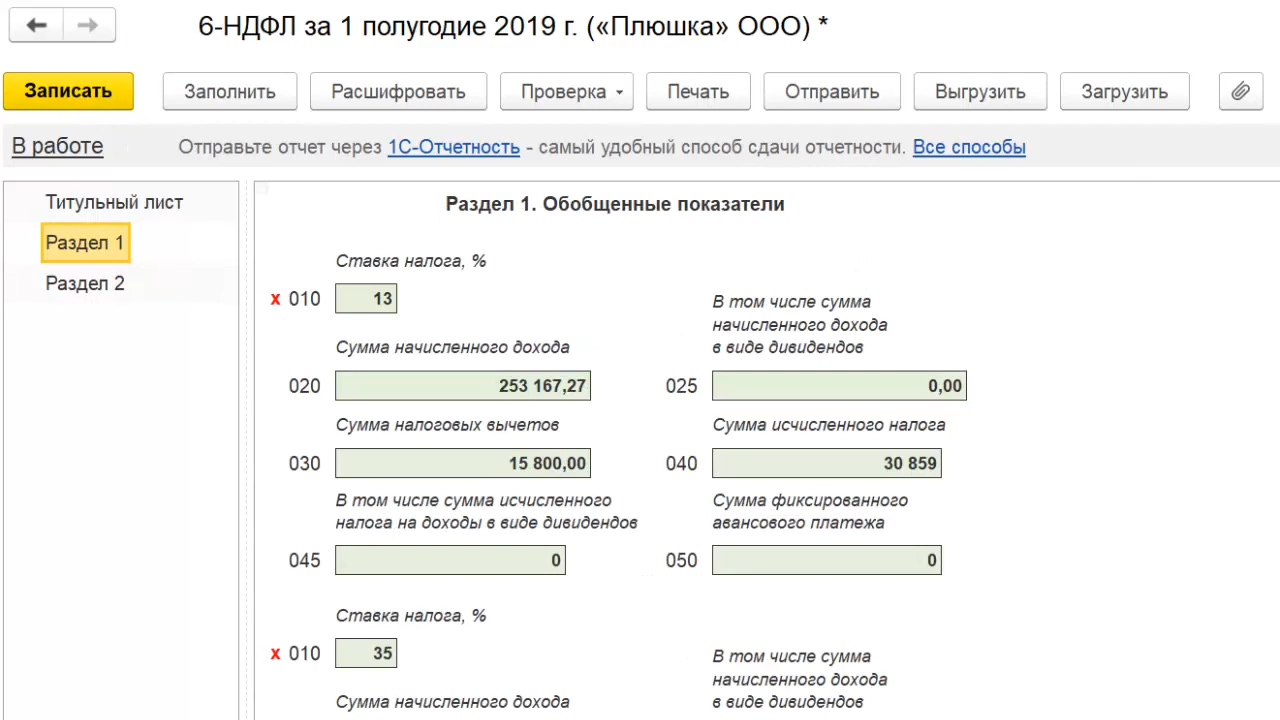 6-НДФЛ за 1 полугодие 2019 г. («Плюшка» ООО) *
Записать
Заполнить
Расшифровать
Проверка
Печать
Отправить
Выгрузить
Загрузить
В работе
Отправьте отчет через 1С-Отчетность - самый удобный способ сдачи отчетности. Все способы
Титульный лист
Раздел 1
Раздел 2
Раздел 1. Обобщенные показатели
Ставка налога, %
х 010 13
В том числе сумма
начисленного дохода
в виде дивидендов
Сумма начисленного дохода
020 253 167,27
025 0,00
Сумма налоговых вычетов
Сумма исчисленного налога
030 15 800,00
040 30 859
В том числе сумма исчисленного
налога на доходы в виде дивидендов
Сумма фиксированного
авансового платежа
045 0
050 0
Ставка налога, %
х 010 35
В том числе сумма
начисленного дохода
в виде дивидендов
Сумма начисленного дохода